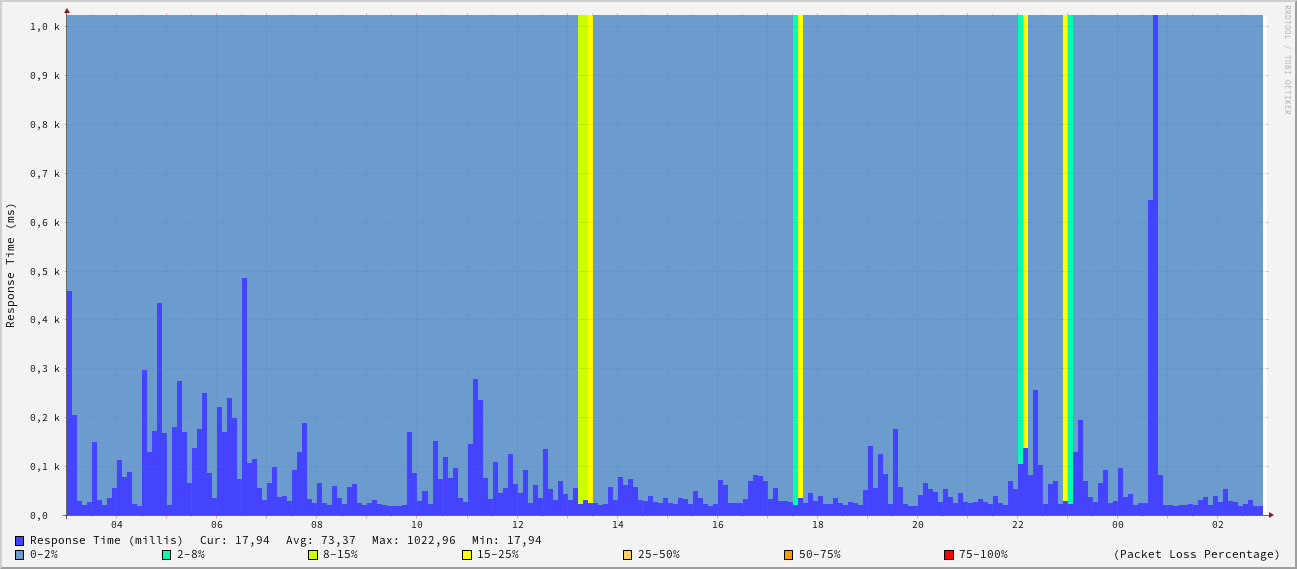 RRDTOOL / TOBI OETIKER
Response Time (ms)
1,0 k
0,9 k
0,8 k
0,7 k
0,6 k
0,5 k
0,4 k
0,3 k
0,2 k
0,1 k
0,0
04 06 08 10 12 14 16 18 20 22 00 02
Response Time (millis) Cur: 17,94 Avg: 73,37 Max: 1022,96 Min: 17,94
0-2% 2-8% 8-15% 15-25% 25-50% 50-75% 75-100% (Packet Loss Percentage)